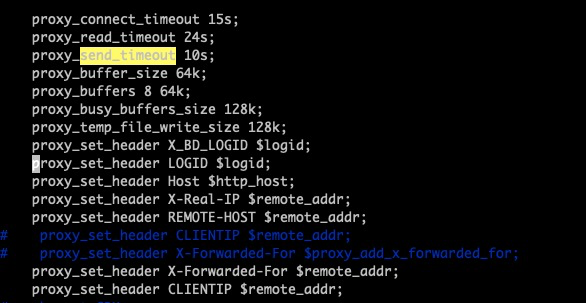 proxy_connect_timeout 15s;
proxy_read_timeout 24s;
proxy_send_timeout 10s;
proxy_buffer_size 64k;
proxy_buffers 8 64k;
proxy_busy_buffers_size 128k;
proxy_temp_file_write_size 128k;
proxy_set_header X_BD_LOGID $logid;
proxy_set_header LOGID $logid;
proxy_set_header Host $http_host;
proxy_set_header X-Real-IP $remote_addr;
proxy_set_header REMOTE-HOST $remote_addr;
#    proxy_set_header CLIENTIP $remote_addr;
#    proxy_set_header X-Forwarded-For $proxy_add_x_forwarded_for;
proxy_set_header X-Forwarded-For $remote_addr;
proxy_set_header CLIENTIP $remote_addr;